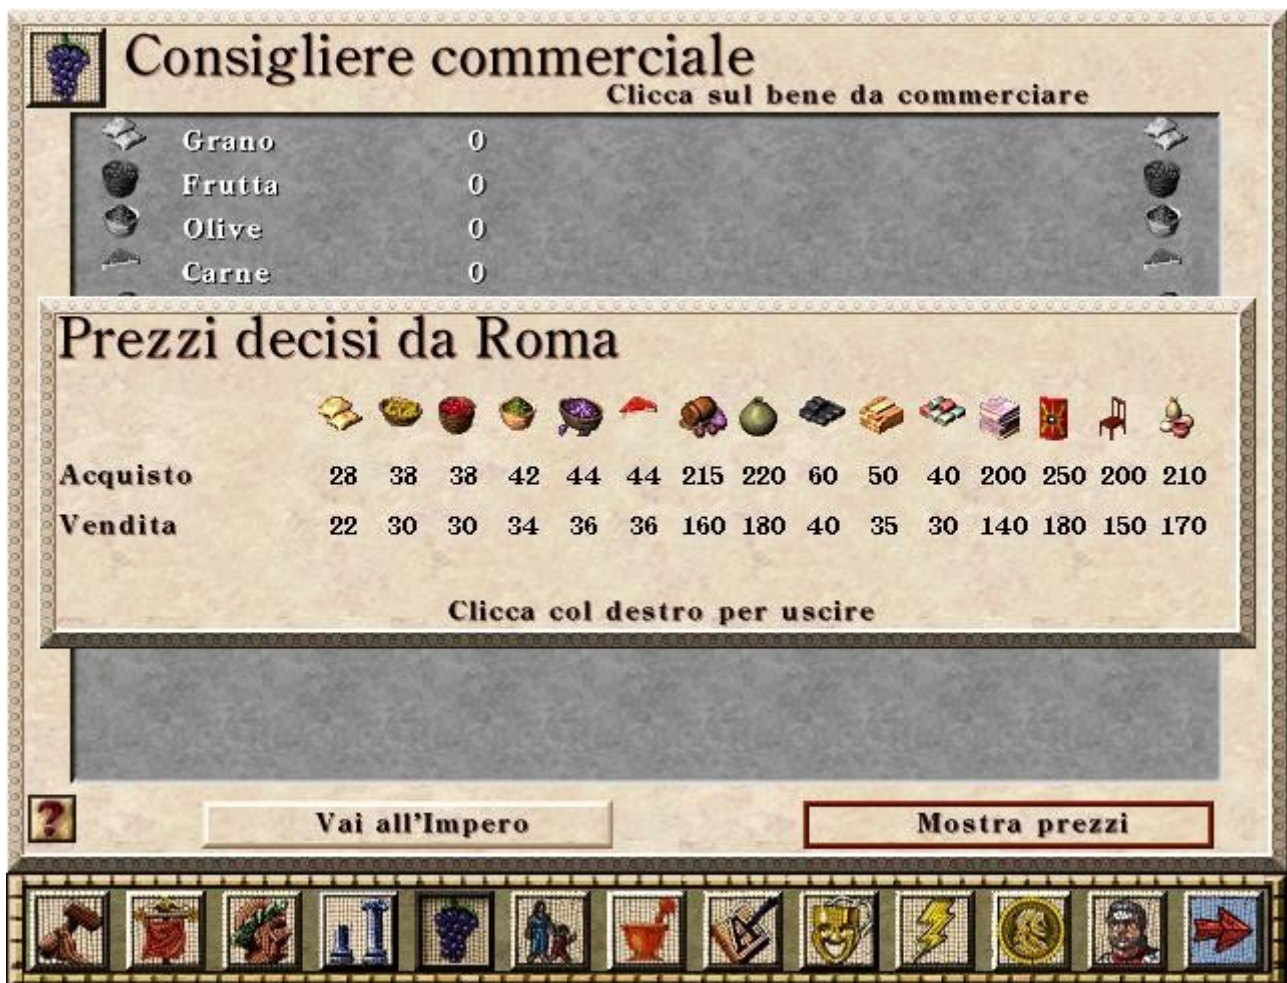 Consigliere commerciale
Clicca sul bene da commerciare
Grano 0
Frutta 0
Olive 0
Carne 0
Prezzi decisi da Roma
Acquisto 28 38 38 42 44 44 215 220 60 50 40 200 250 200 210
Vendita 22 30 30 34 36 36 160 180 40 35 30 140 180 150 170
Clicca col destro per uscire
?
Vai all'Impero
Mostra prezzi